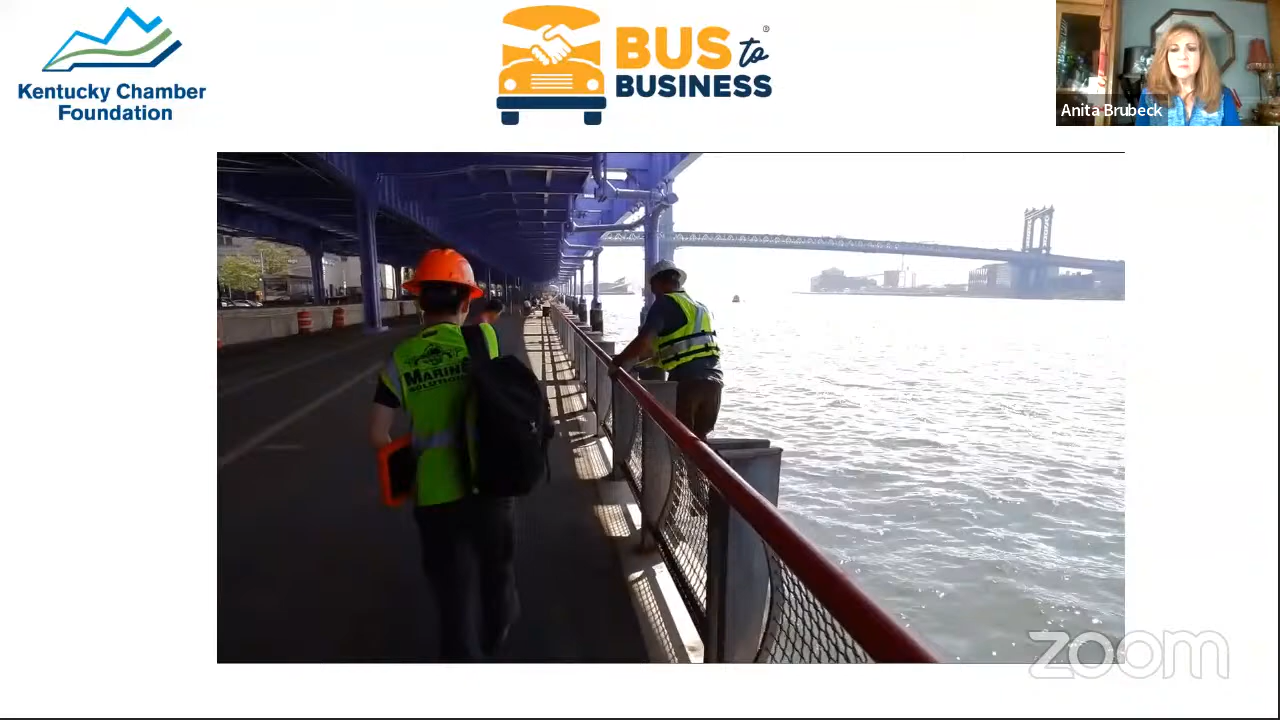 Kentucky Chamber
Foundation
BUS to®
BUSINESS
Anita Brubeck
MARINE
SOLUTIONS
zoom